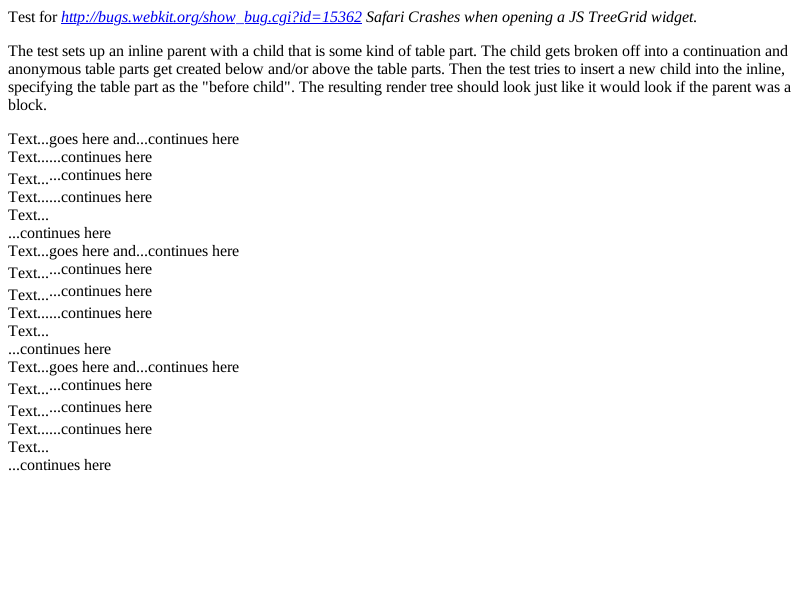 Test for http://bugs.webkit.org/show_bug.cgi?id=15362 Safari Crashes when opening a JS TreeGrid widget.
The test sets up an inline parent with a child that is some kind of table part. The child gets broken off into a continuation and
anonymous table parts get created below and/or above the table parts. Then the test tries to insert a new child into the inline,
specifying the table part as the "before child". The resulting render tree should look just like it would look if the parent was a
block.
Text...goes here and...continues here
Text......continues here
Text......continues here
Text......continues here
Text...
...continues here
Text...goes here and...continues here
Text......continues here
Text......continues here
Text......continues here
Text...
...continues here
Text...goes here and...continues here
Text......continues here
Text......continues here
Text......continues here
Text...
...continues here